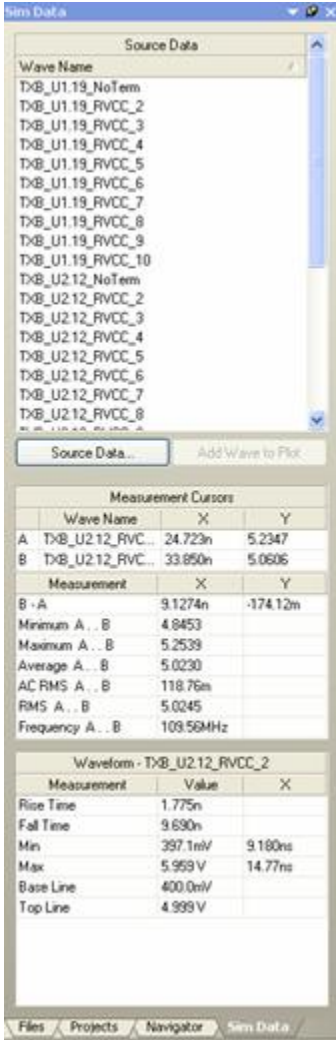 Sim Data
Source Data
Wave Name
TXB_U1.19_NoTerm
TXB_U1.19_RVCC_2
TXB_U1.19_RVCC_3
TXB_U1.19_RVCC_4
TXB_U1.19_RVCC_5
TXB_U1.19_RVCC_6
TXB_U1.19_RVCC_7
TXB_U1.19_RVCC_8
TXB_U1.19_RVCC_9
TXB_U1.19_RVCC_10
TXB_U2.12_NoTerm
TXB_U2.12_RVCC_2
TXB_U2.12_RVCC_3
TXB_U2.12_RVCC_4
TXB_U2.12_RVCC_5
TXB_U2.12_RVCC_6
TXB_U2.12_RVCC_7
TXB_U2.12_RVCC_8
Source Data... Add Wave to Plot
Measurement Cursors
Wave Name X Y
A TXB_U2.12_RVC... 24.723n 5.2347
B TXB_U2.12_RVC... 33.850n 5.0606
Measurement X Y
B - A 9.1274n -174.12m
Minimum A . . B 4.8453
Maximum A . . B 5.2539
Average A . . B 5.0230
AC RMS A . . B 118.76m
RMS A . . B 5.0245
Frequency A . . B 109.56MHz
Waveform - TXB_U2.12_RVCC_2
Measurement Value X
Rise Time 1.775n
Fall Time 9.690n
Min 397.1mV 9.180ns
Max 5.959 V 14.77ns
Base Line 400.0mV
Top Line 4.999 V
Files Projects Navigator Sim Data